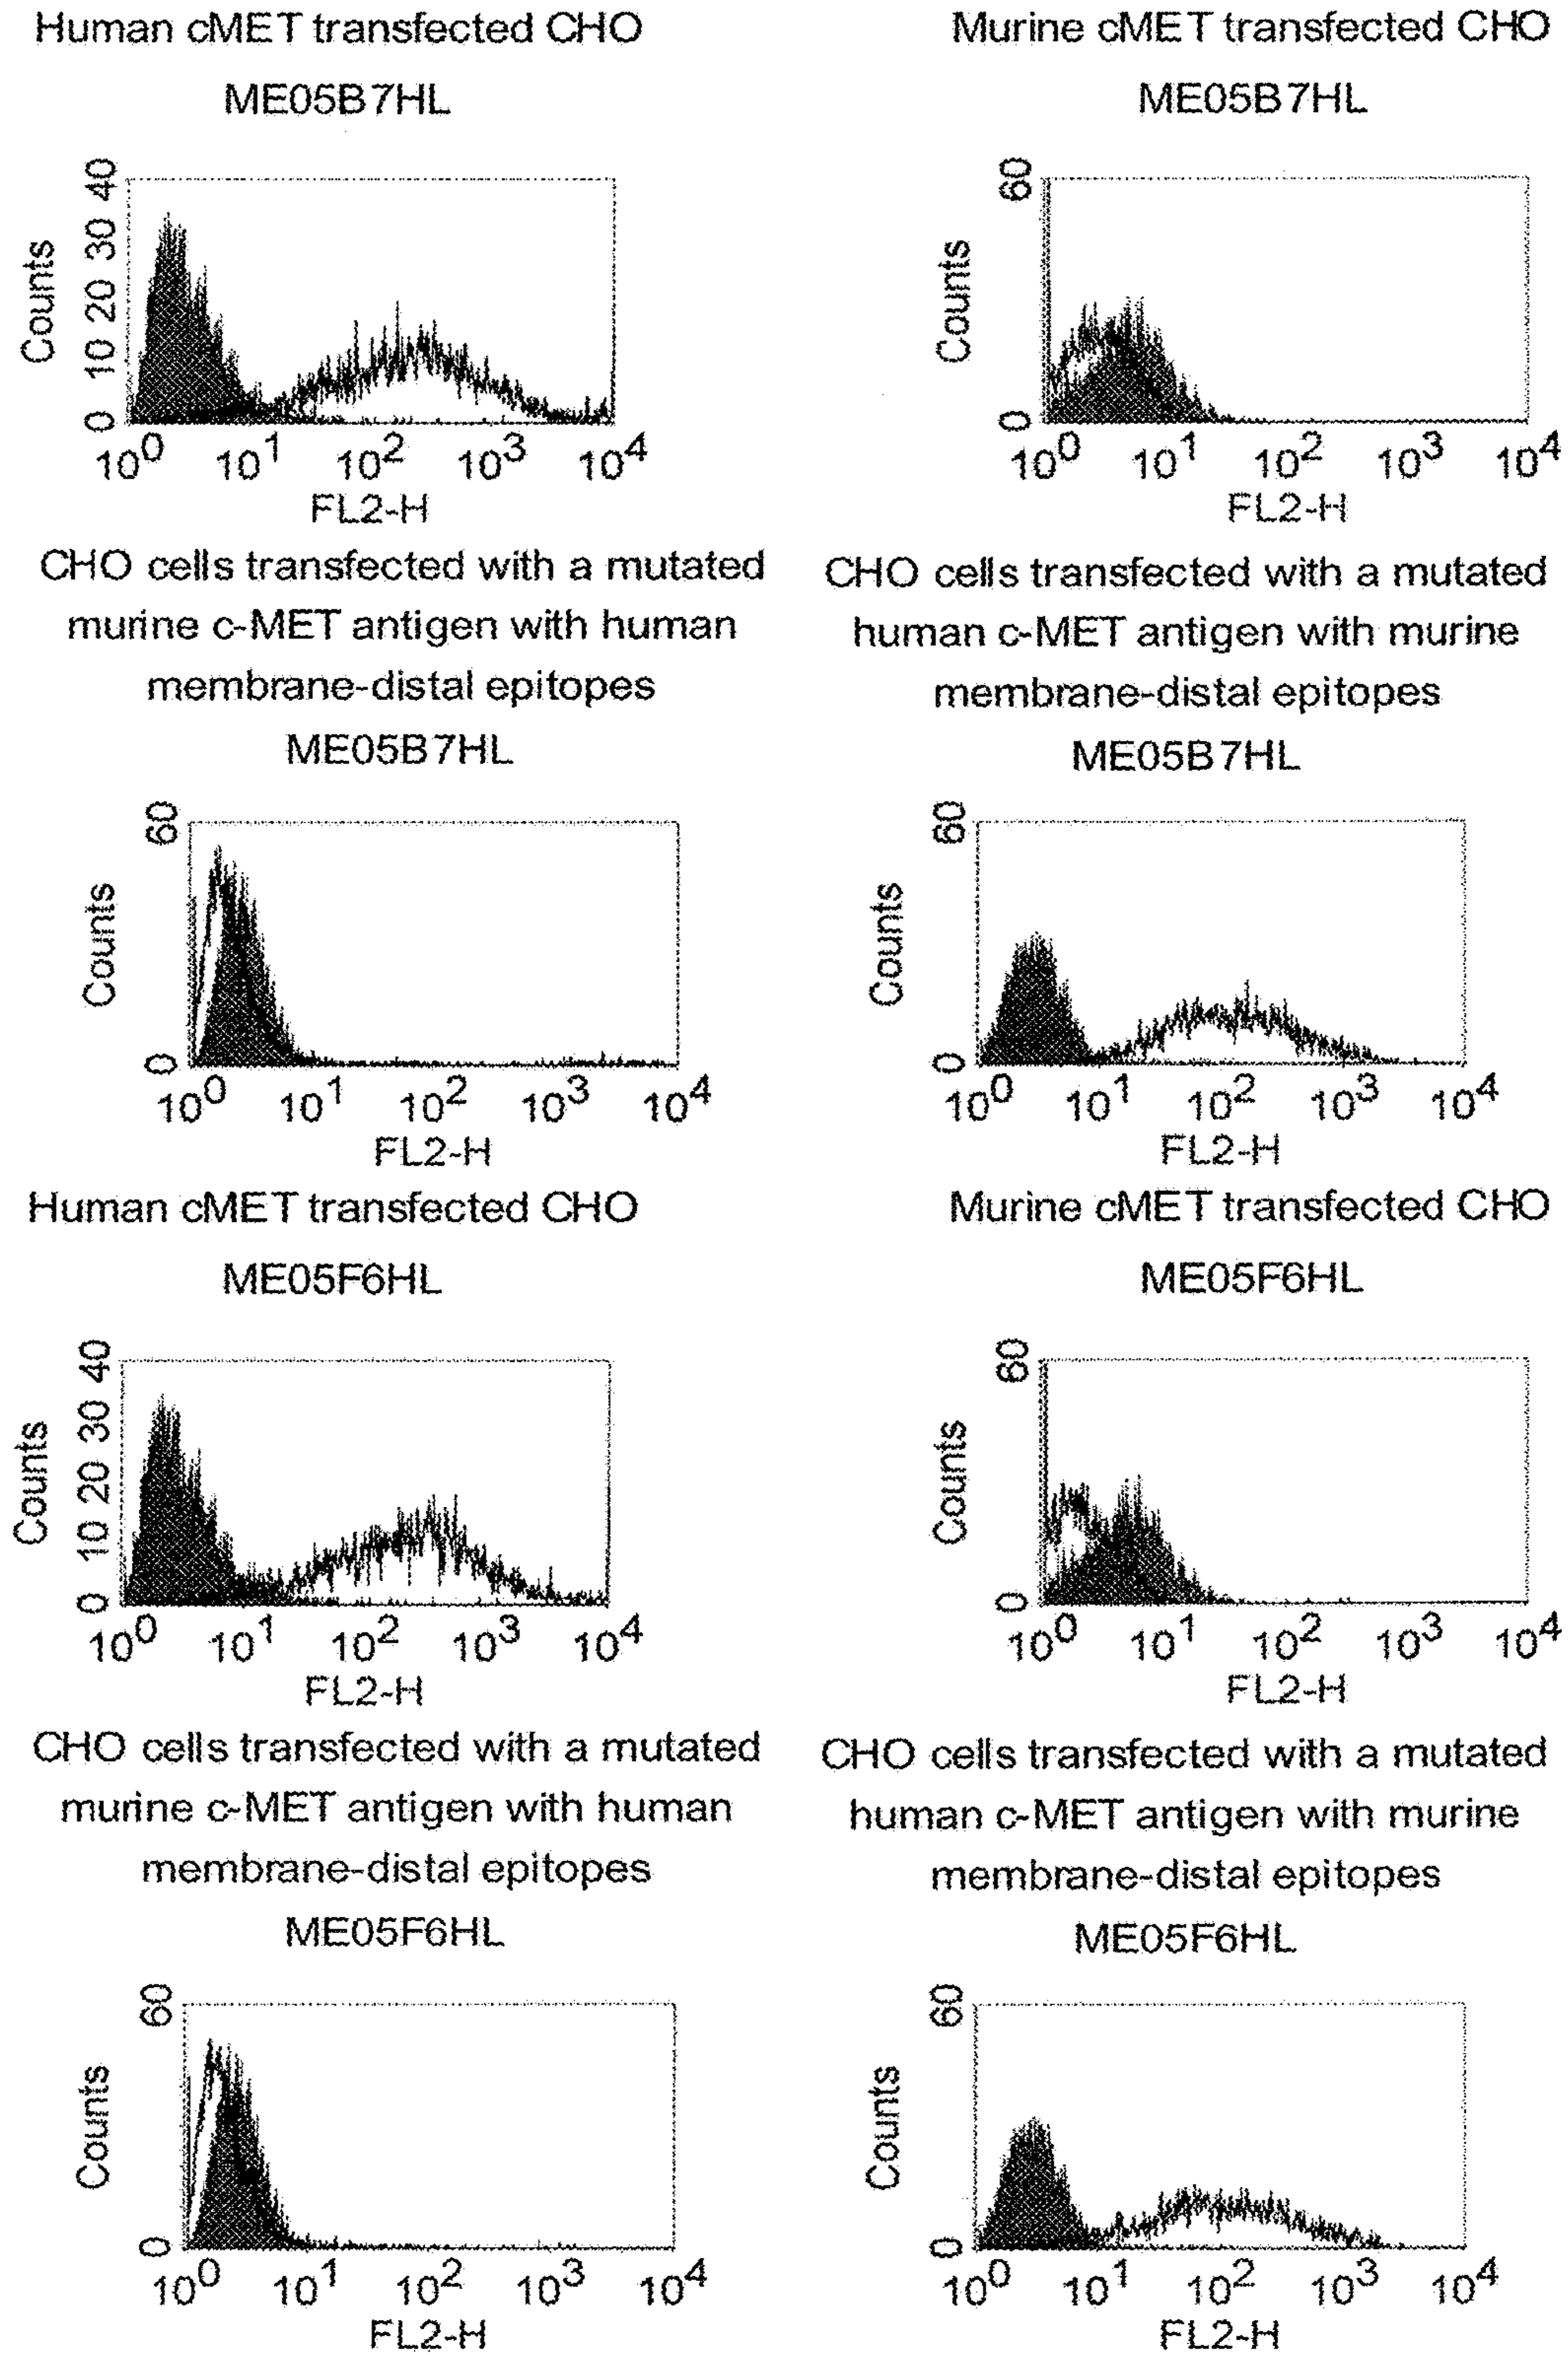 Human cMET transfected CHO
ME05B7HL
Counts
0 10 20 30 40
10^0 10^1 10^2 10^3 10^4
FL2-H
Murine cMET transfected CHO
ME05B7HL
Counts
0 60
10^0 10^1 10^2 10^3 10^4
FL2-H
CHO cells transfected with a mutated
murine c-MET antigen with human
membrane-distal epitopes
ME05B7HL
Counts
0 60
10^0 10^1 10^2 10^3 10^4
FL2-H
CHO cells transfected with a mutated
human c-MET antigen with murine
membrane-distal epitopes
ME05B7HL
Counts
0 60
10^0 10^1 10^2 10^3 10^4
FL2-H
Human cMET transfected CHO
ME05F6HL
Counts
0 10 20 30 40
10^0 10^1 10^2 10^3 10^4
FL2-H
Murine cMET transfected CHO
ME05F6HL
Counts
0 60
10^0 10^1 10^2 10^3 10^4
FL2-H
CHO cells transfected with a mutated
murine c-MET antigen with human
membrane-distal epitopes
ME05F6HL
Counts
0 60
10^0 10^1 10^2 10^3 10^4
FL2-H
CHO cells transfected with a mutated
human c-MET antigen with murine
membrane-distal epitopes
ME05F6HL
Counts
0 60
10^0 10^1 10^2 10^3 10^4
FL2-H